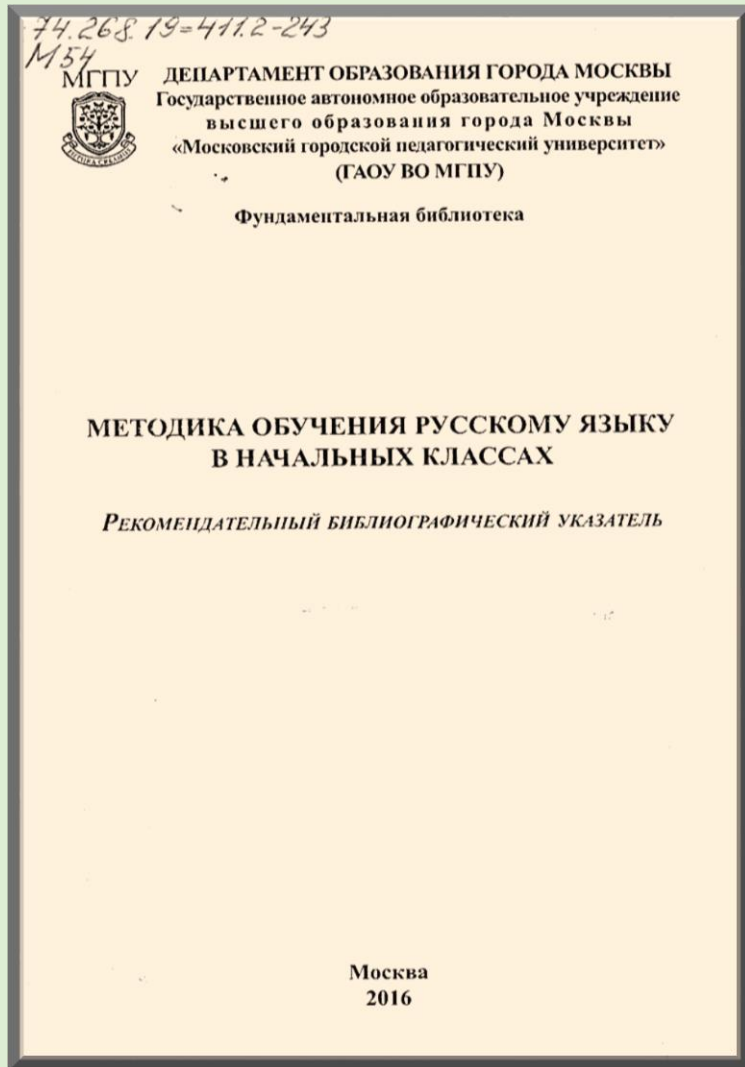 74.268.19=411.2-243
М54
МГПУ
ДЕПАРТАМЕНТ ОБРАЗОВАНИЯ ГОРОДА МОСКВЫ
Государственное автономное образовательное учреждение
высшего образования города Москвы
«Московский городской педагогический университет»
(ГАОУ ВО МГПУ)
Фундаментальная библиотека
МЕТОДИКА ОБУЧЕНИЯ РУССКОМУ ЯЗЫКУ
В НАЧАЛЬНЫХ КЛАССАХ
РЕКОМЕНДАТЕЛЬНЫЙ БИБЛИОГРАФИЧЕСКИЙ УКАЗАТЕЛЬ
Москва
2016